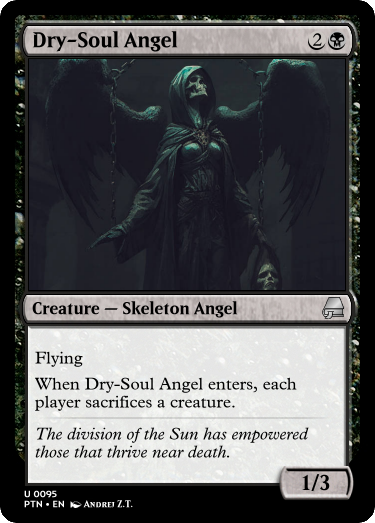 Dry-Soul Angel 2
Creature — Skeleton Angel
Flying
When Dry-Soul Angel enters, each
player sacrifices a creature.
The division of the Sun has empowered
those that thrive near death.
1/3
U 0095
PTN • EN Andrej Z.T.